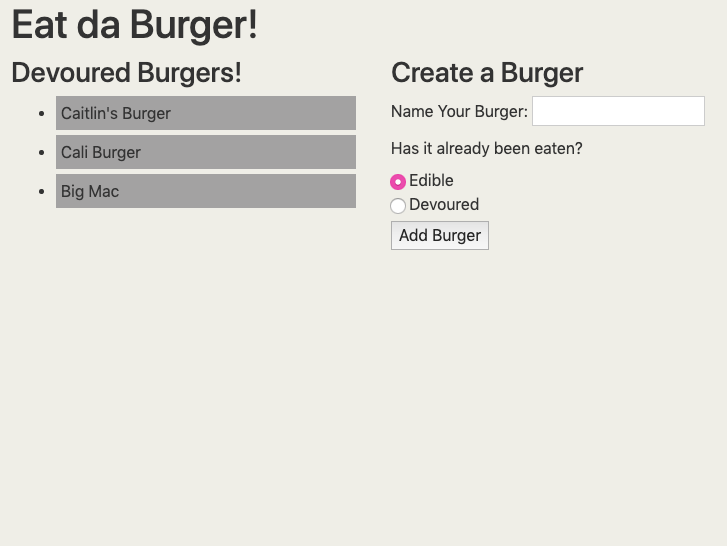 Eat da Burger!
Devoured Burgers!
Caitlin's Burger
Cali Burger
Big Mac
Create a Burger
Name Your Burger:
Has it already been eaten?
Edible
Devoured
Add Burger